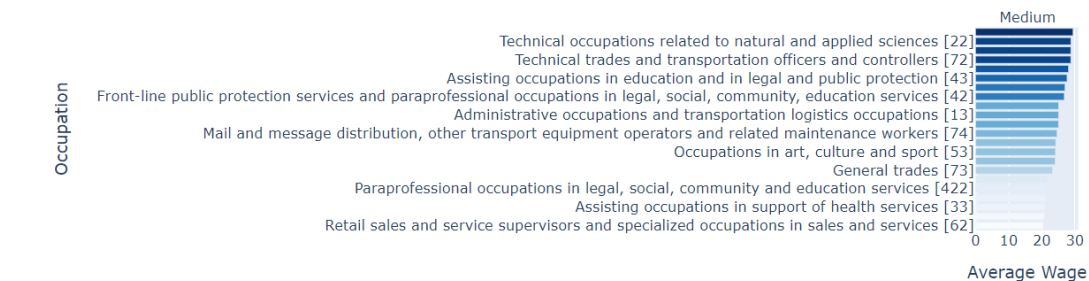 Medium
Technical occupations related to natural and applied sciences [22]
Technical trades and transportation officers and controllers [72]
Assisting occupations in education and in legal and public protection [43]
Front-line public protection services and paraprofessional occupations in legal, social, community, education services [42]
Administrative occupations and transportation logistics occupations [13]
Mail and message distribution, other transport equipment operators and related maintenance workers [74]
Occupations in art, culture and sport [53]
General trades [73]
Paraprofessional occupations in legal, social, community and education services [422]
Assisting occupations in support of health services [33]
Retail sales and service supervisors and specialized occupations in sales and services [62]
Occupation
0 10 20 30
Average Wage